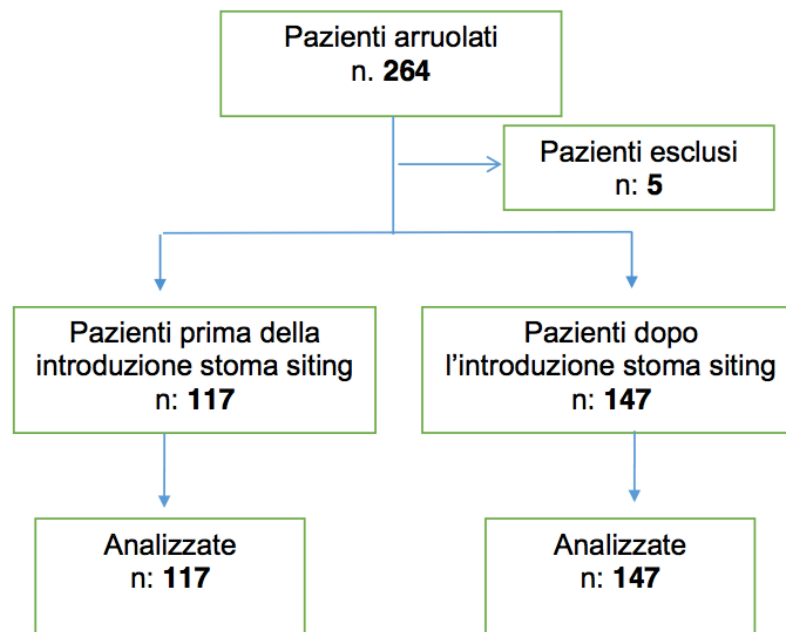 Pazienti arruolati
n. 264
Pazienti esclusi
n: 5
Pazienti prima della
introduzione stoma siting
n: 117
Pazienti dopo
l'introduzione stoma siting
n: 147
Analizzate
n: 117
Analizzate
n: 147